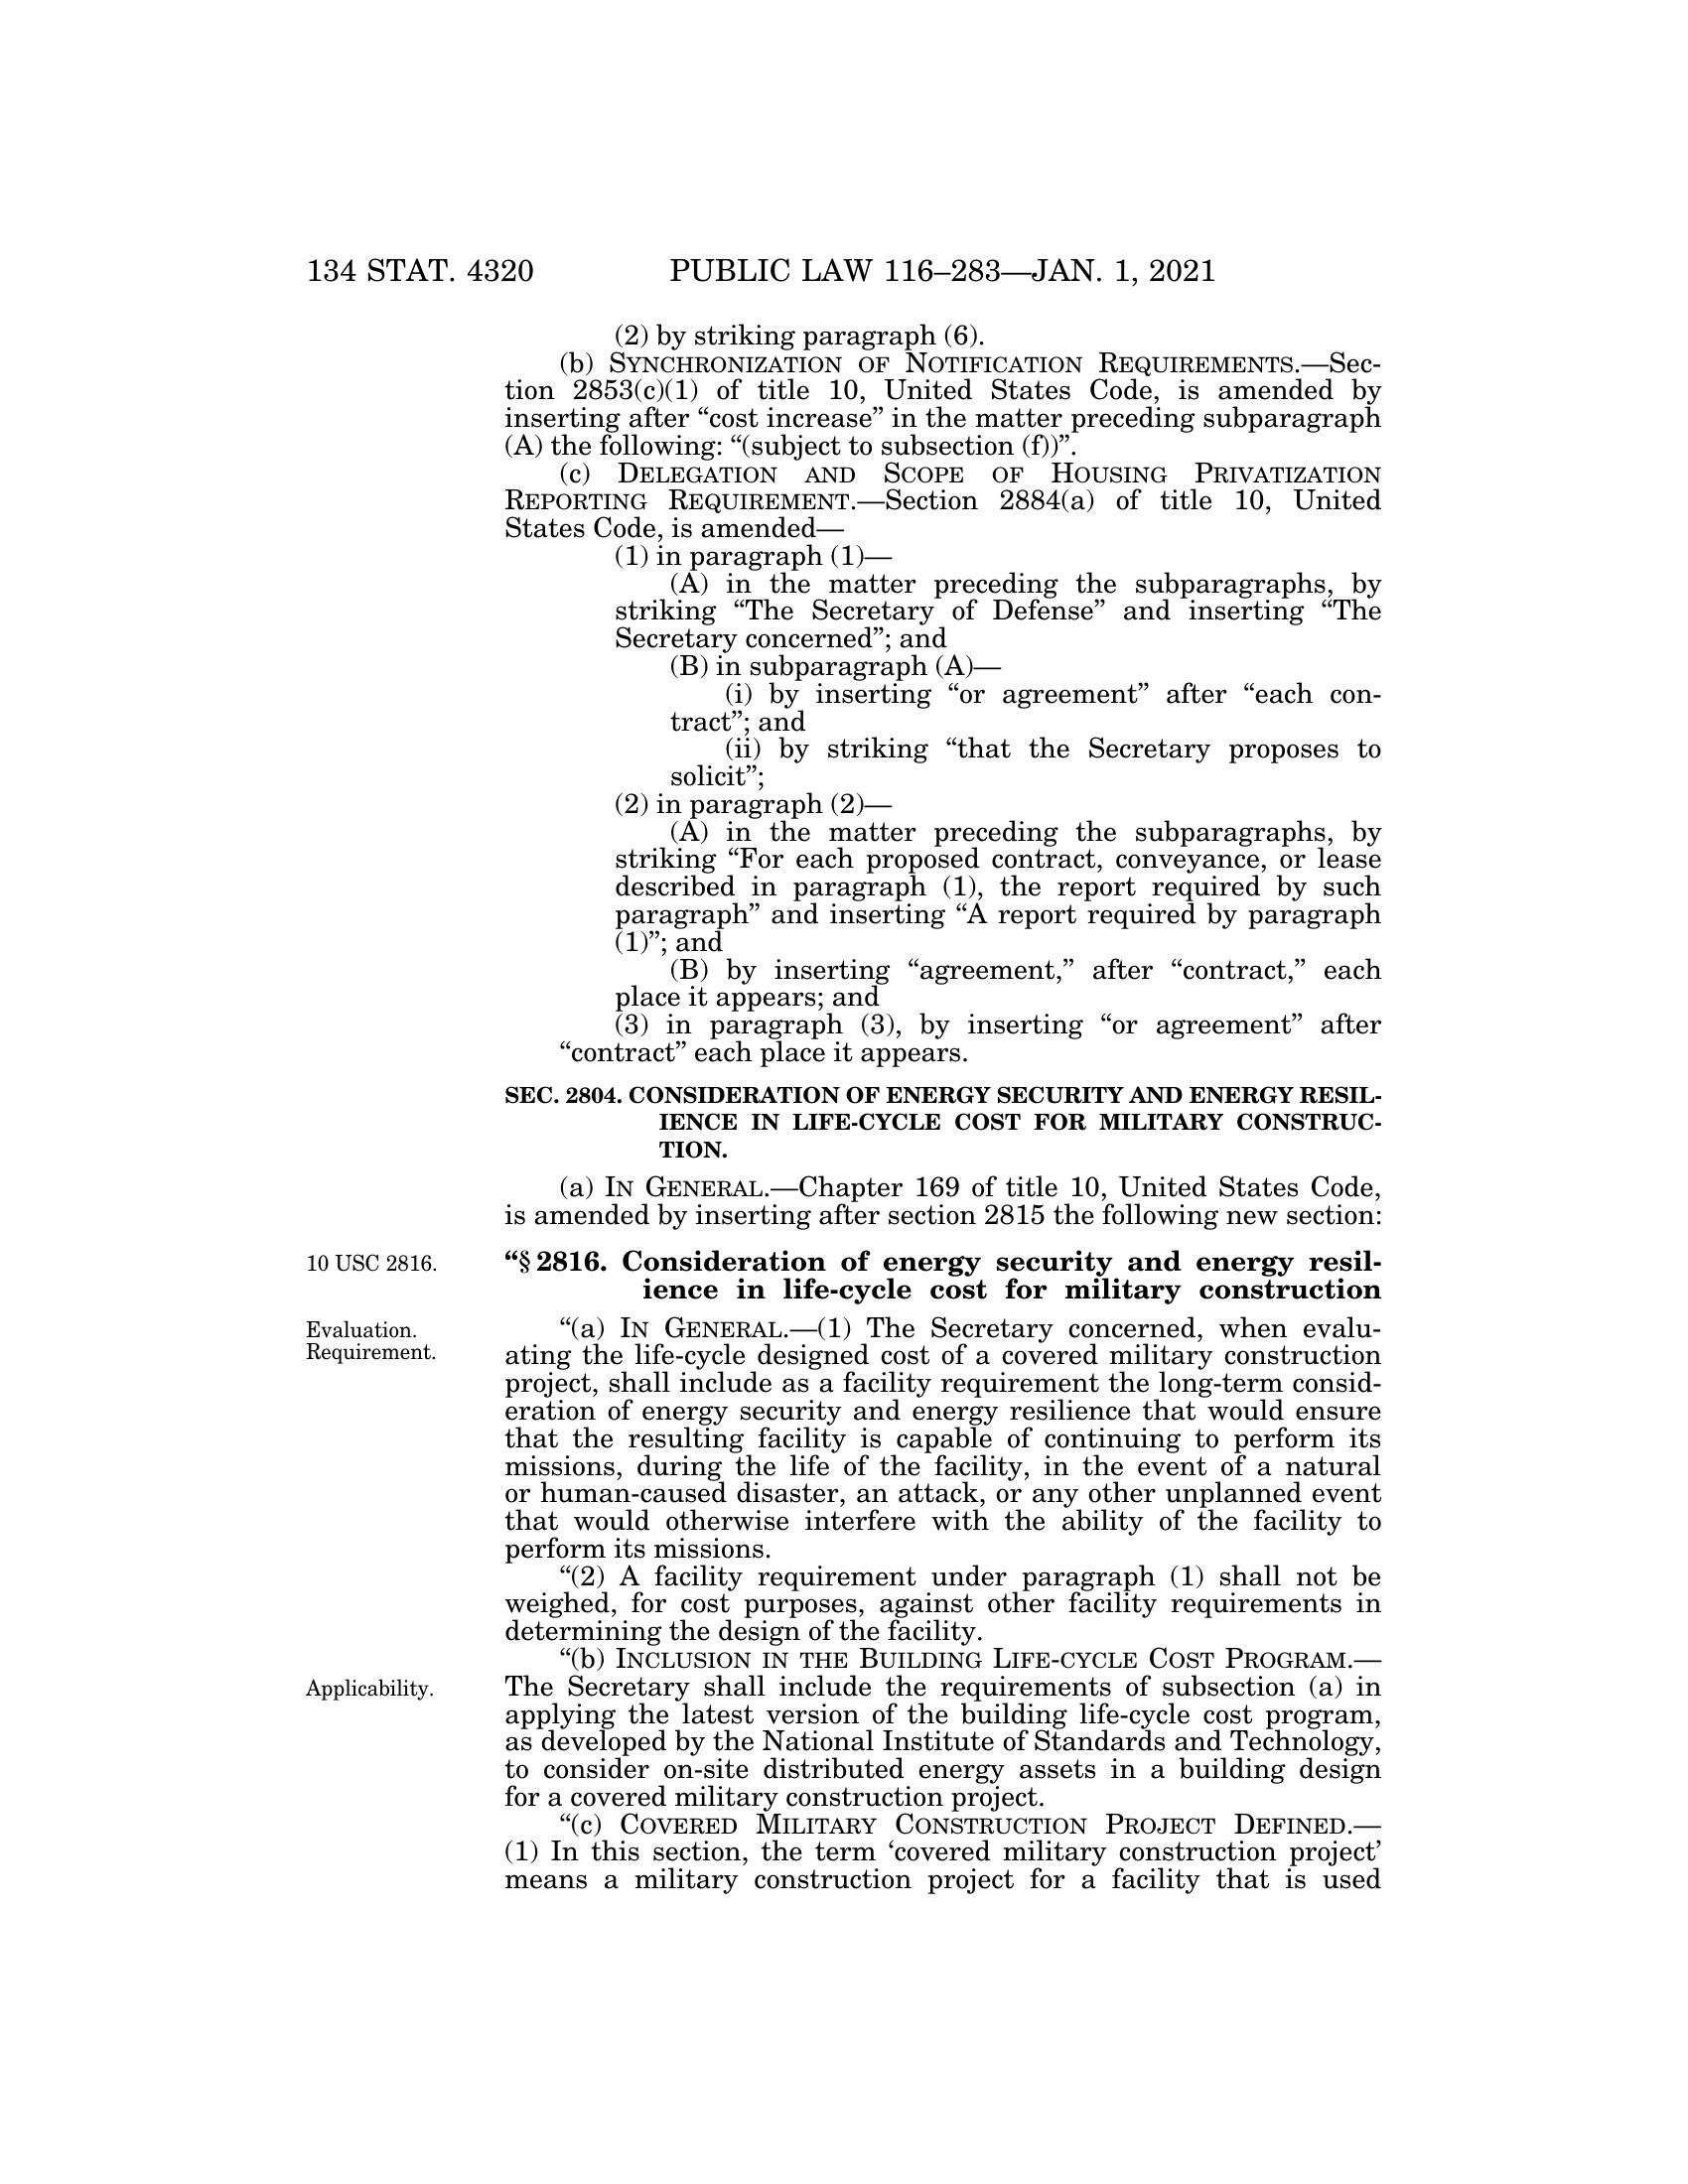 134 STAT. 4320 PUBLIC LAW 116–283—JAN. 1, 2021
(2) by striking paragraph (6).
(b) SYNCHRONIZATION OF NOTIFICATION REQUIREMENTS.—Sec-
tion 2853(c)(1) of title 10, United States Code, is amended by
inserting after “cost increase” in the matter preceding subparagraph
(A) the following: “(subject to subsection (f))”.
(c) DELEGATION AND SCOPE OF HOUSING PRIVATIZATION
REPORTING REQUIREMENT.—Section 2884(a) of title 10, United
States Code, is amended—
(1) in paragraph (1)—
(A) in the matter preceding the subparagraphs, by
striking “The Secretary of Defense” and inserting “The
Secretary concerned”; and
(B) in subparagraph (A)—
(i) by inserting “or agreement” after “each con-
tract”; and
(ii) by striking “that the Secretary proposes to
solicit”;
(2) in paragraph (2)—
(A) in the matter preceding the subparagraphs, by
striking “For each proposed contract, conveyance, or lease
described in paragraph (1), the report required by such
paragraph” and inserting “A report required by paragraph
(1)”; and
(B) by inserting “agreement,” after “contract,” each
place it appears; and
(3) in paragraph (3), by inserting “or agreement” after
“contract” each place it appears.
SEC. 2804. CONSIDERATION OF ENERGY SECURITY AND ENERGY RESIL-
IENCE IN LIFE-CYCLE COST FOR MILITARY CONSTRUC-
TION.
(a) IN GENERAL.—Chapter 169 of title 10, United States Code,
is amended by inserting after section 2815 the following new section:
10 USC 2816.
“§ 2816. Consideration of energy security and energy resil-
ience in life-cycle cost for military construction
Evaluation.
Requirement.
“(a) IN GENERAL.—(1) The Secretary concerned, when evalu-
ating the life-cycle designed cost of a covered military construction
project, shall include as a facility requirement the long-term consid-
eration of energy security and energy resilience that would ensure
that the resulting facility is capable of continuing to perform its
missions, during the life of the facility, in the event of a natural
or human-caused disaster, an attack, or any other unplanned event
that would otherwise interfere with the ability of the facility to
perform its missions.
“(2) A facility requirement under paragraph (1) shall not be
weighed, for cost purposes, against other facility requirements in
determining the design of the facility.
“(b) INCLUSION IN THE BUILDING LIFE-CYCLE COST PROGRAM.—
Applicability.
The Secretary shall include the requirements of subsection (a) in
applying the latest version of the building life-cycle cost program,
as developed by the National Institute of Standards and Technology,
to consider on-site distributed energy assets in a building design
for a covered military construction project.
“(c) COVERED MILITARY CONSTRUCTION PROJECT DEFINED.—
(1) In this section, the term ‘covered military construction project’
means a military construction project for a facility that is used